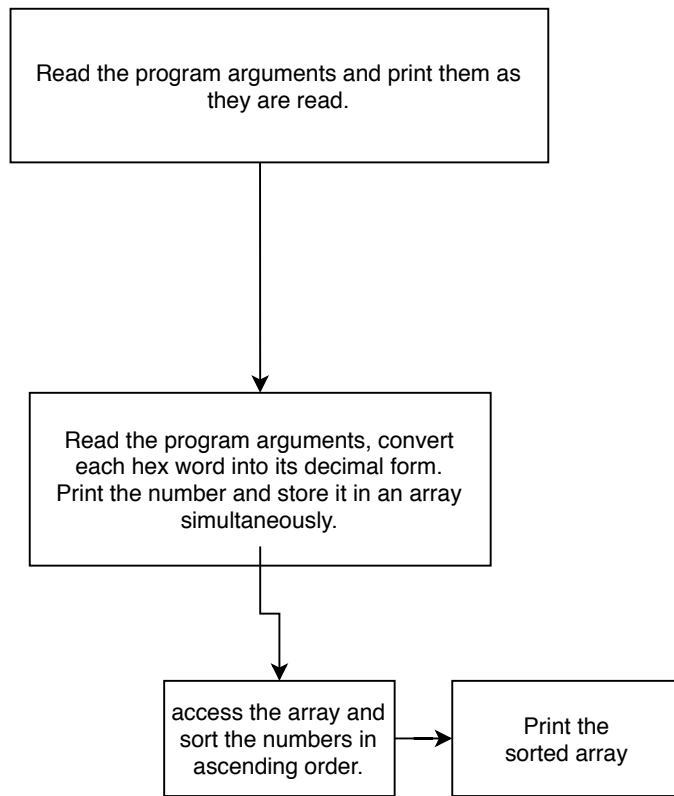 Read the program arguments and print them as
they are read.
Read the program arguments, convert
each hex word into its decimal form.
Print the number and store it in an array
simultaneously.
access the array and
sort the numbers in
ascending order.
Print the
sorted array